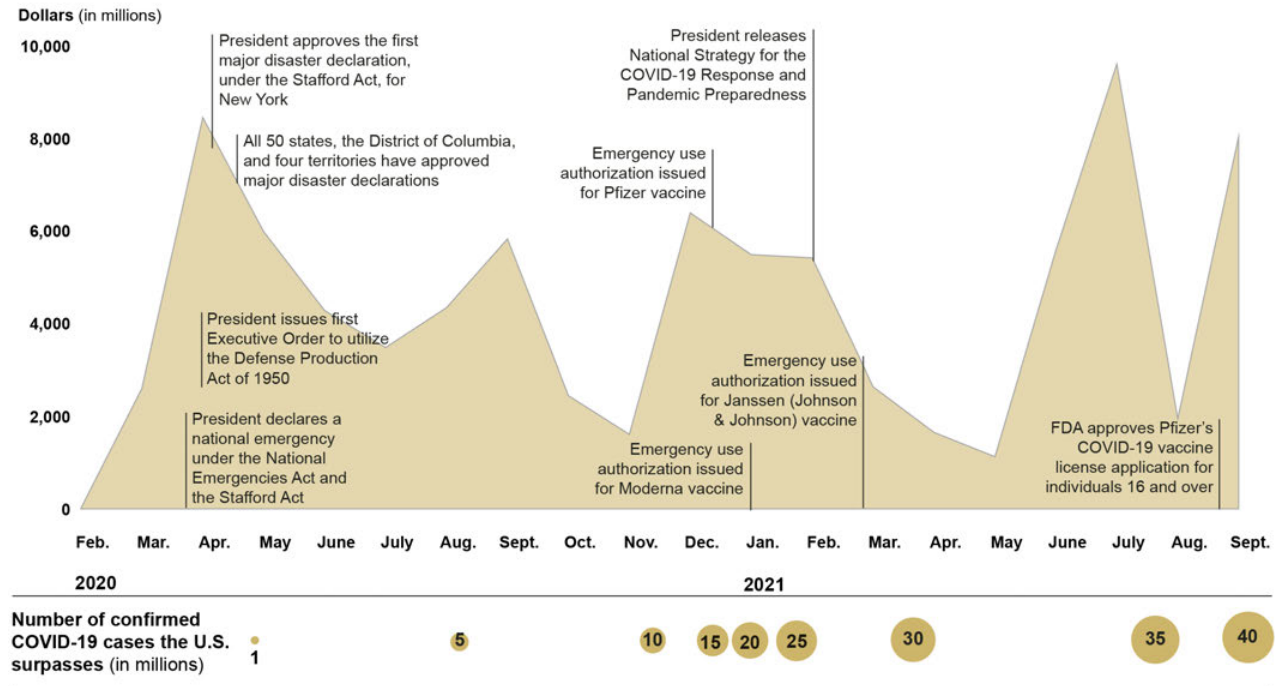 Dollars (in millions)
10,000
8,000
6,000
4,000
2,000
0
President approves the first
major disaster declaration,
under the Stafford Act, for
New York
All 50 states, the District of Columbia,
and four territories have approved
major disaster declarations
President issues first
Executive Order to utilize
the Defense Production
Act of 1950
President declares a
national emergency
under the National
Emergencies Act and
the Stafford Act
President releases
National Strategy for the
COVID-19 Response and
Pandemic Preparedness
Emergency use
authorization issued
for Pfizer vaccine
Emergency use
authorization issued
for Janssen (Johnson
& Johnson) vaccine
Emergency use
authorization issued
for Moderna vaccine
FDA approves Pfizer's
COVID-19 vaccine
license application for
individuals 16 and over
Feb. Mar. Apr. May June July Aug. Sept. Oct. Nov. Dec. Jan. Feb. Mar. Apr. May June July Aug. Sept.
2020 2021
Number of confirmed
COVID-19 cases the U.S.
surpasses (in millions)
1 5 10 15 20 25 30 35 40